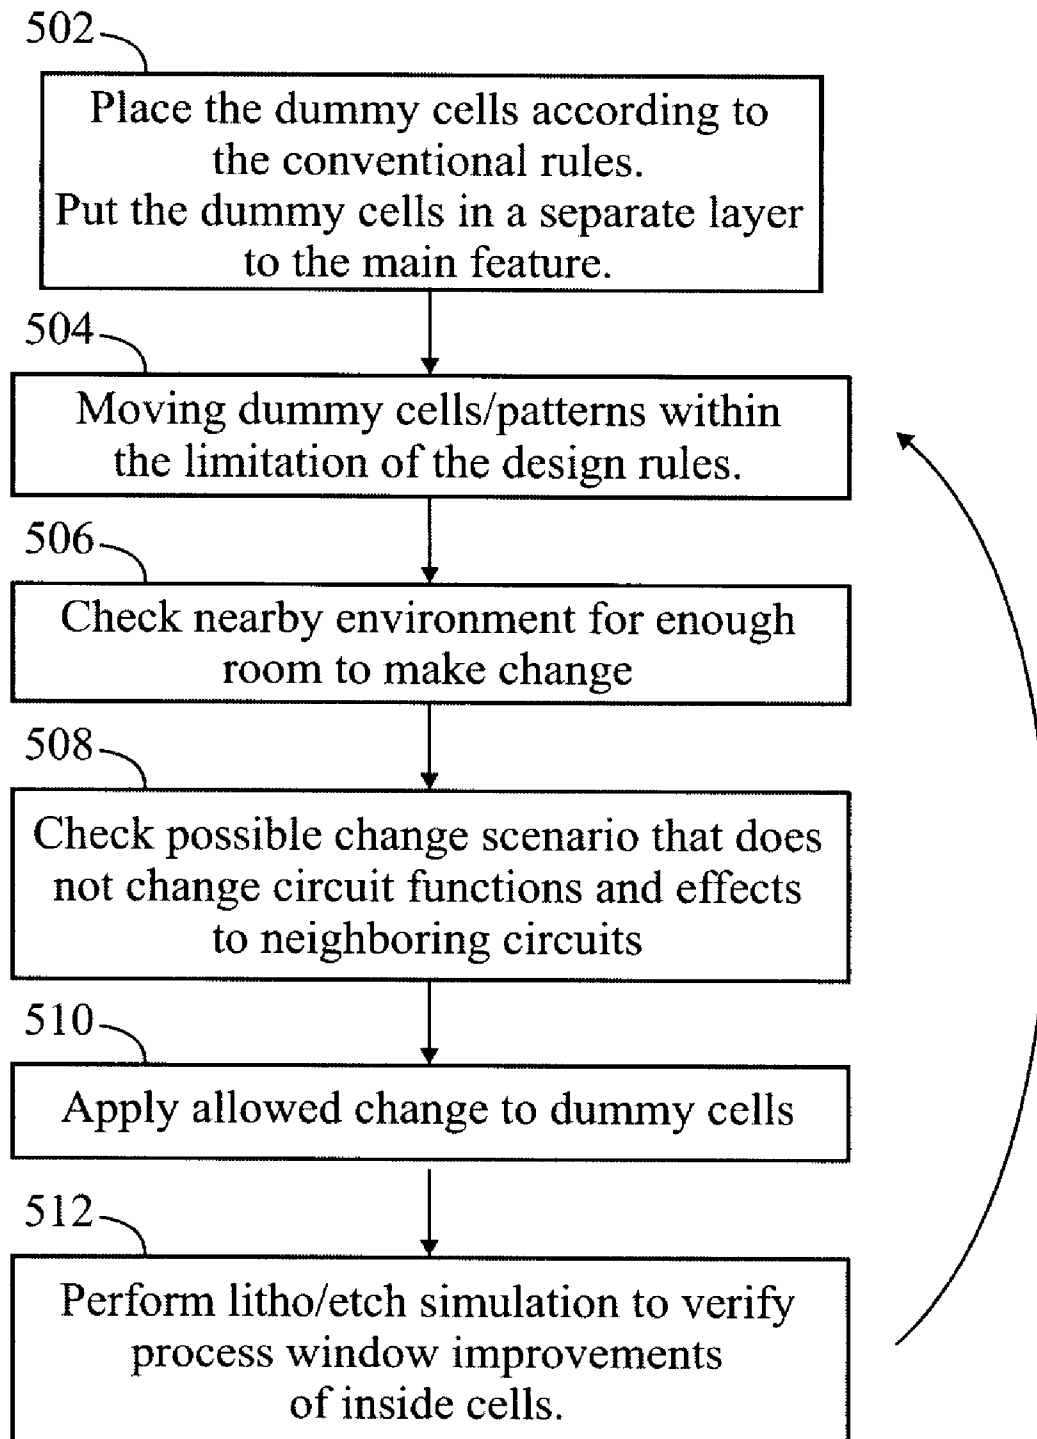 502
Place the dummy cells according to
the conventional rules.
Put the dummy cells in a separate layer
to the main feature.
504
Moving dummy cells/patterns within
the limitation of the design rules.
506
Check nearby environment for enough
room to make change
508
Check possible change scenario that does
not change circuit functions and effects
to neighboring circuits
510
Apply allowed change to dummy cells
512
Perform litho/etch simulation to verify
process window improvements
of inside cells.